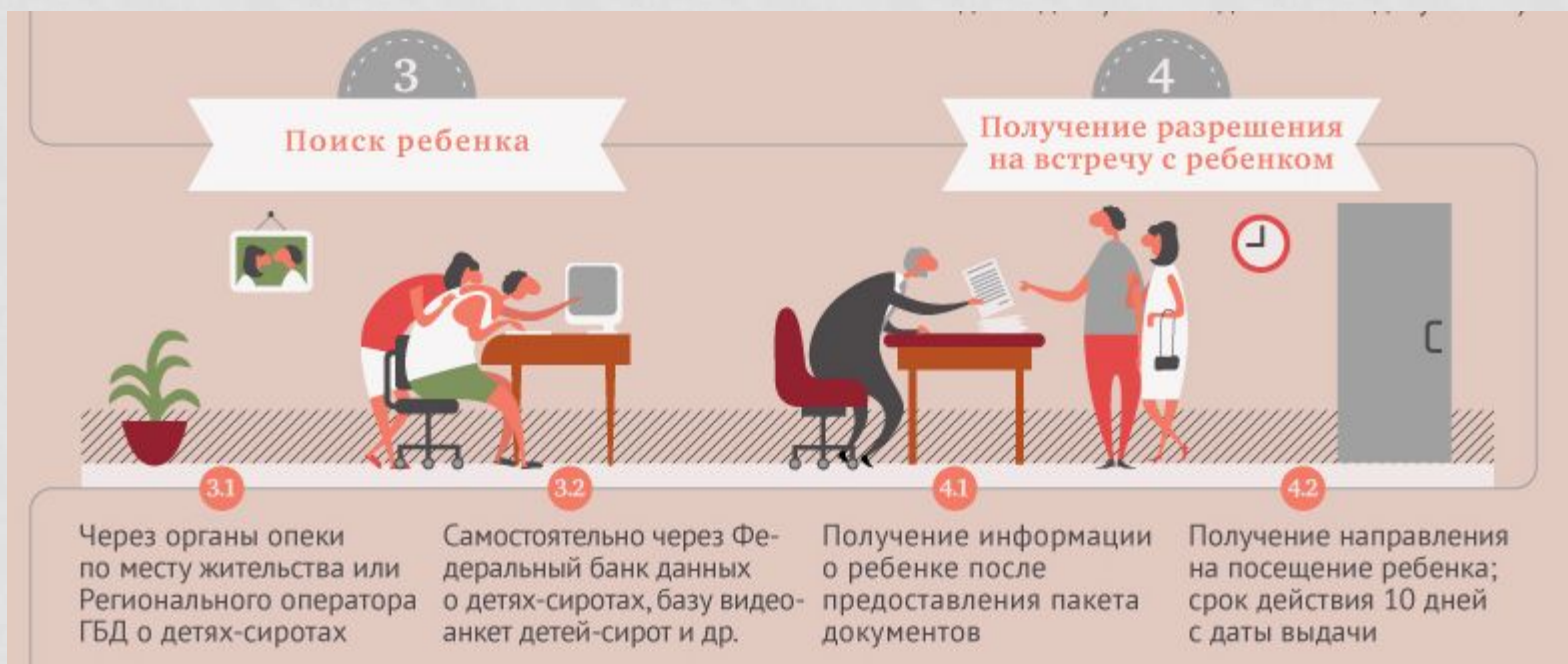 3
Поиск ребенка
4
Получение разрешения
на встречу с ребенком
3.1
Через органы опеки
по месту жительства или
Регионального оператора
ГБД о детях-сиротах
3.2
Самостоятельно через Фе-
деральный банк данных
о детях-сиротах, базу видео-
анкет детей-сирот и др.
4.1
Получение информации
о ребенке после
предоставления пакета
документов
4.2
Получение направления
на посещение ребенка;
срок действия 10 дней
с даты выдачи